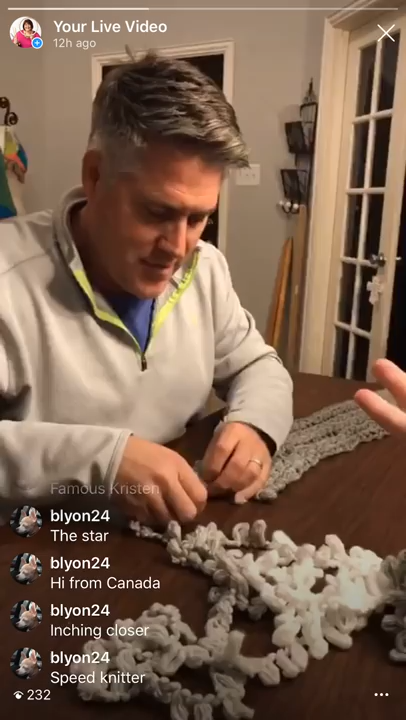 Your Live Video
12h ago
Famous Kristen
blyon24
The star
blyon24
Hi from Canada
blyon24
Inching closer
blyon24
Speed knitter
232